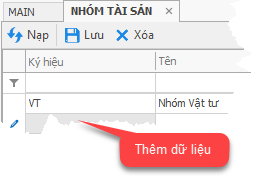 MAIN NHÓM TÀI SẢN ×
Nạp Lưu Xóa
Ký hiệu Tên
VT Nhóm Vật tư
Thêm dữ liệu